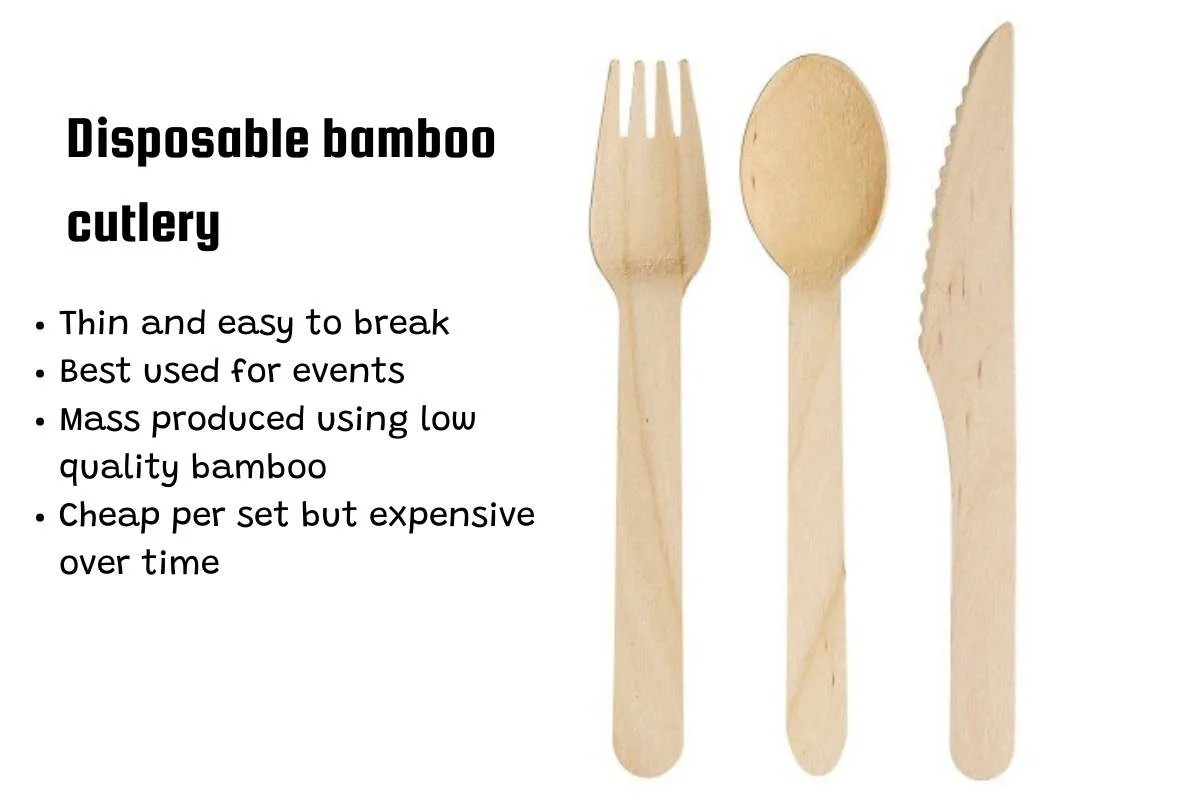 Disposable bamboo
cutlery
• Thin and easy to break
• Best used for events
• Mass produced using low
quality bamboo
• Cheap per set but expensive
over time